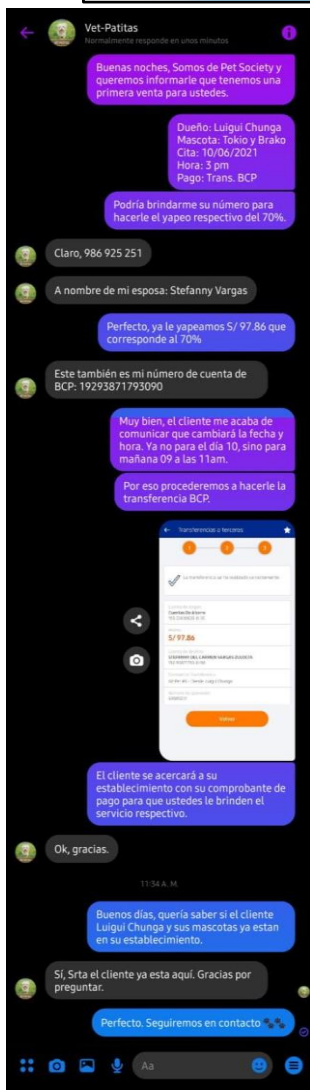 Vet-Patitas
Normalmente responde en unos minutos
Buenas noches, Somos de Pet Society y
queremos informarle que tenemos una
primera venta para ustedes.
Dueño: Luigui Chunga
Mascota: Tokio y Brako
Cita: 10/06/2021
Hora: 3 pm
Pago: Trans. BCP
Podría brindarme su número para
hacerle el yapeo respectivo del 70%.
Claro, 986 925 251
A nombre de mi esposa: Stefanny Vargas
Perfecto, ya le yapeamos S/ 97.86 que
corresponde al 70%
Este también es mi número de cuenta de
BCP: 19293871793090
Muy bien, el cliente me acaba de
comunicar que cambiará la fecha y
hora. Ya no para el día 10, sino para
mañana 09 a las 11am.
Por eso procederemos a hacerle la
transferencia BCP.
Transferencias a terceros
1
2
3
S/ 97.86
El cliente se acercará a su
establecimiento con su comprobante de
pago para que ustedes le brinden el
servicio respectivo.
Ok, gracias.
11:34 A. M.
Buenos días, quería saber si el cliente
Luigui Chunga y sus mascotas ya estan
en su establecimiento.
Sí, Srta el cliente ya esta aquí. Gracias por
preguntar.
Perfecto. Seguiremos en contacto
Aa